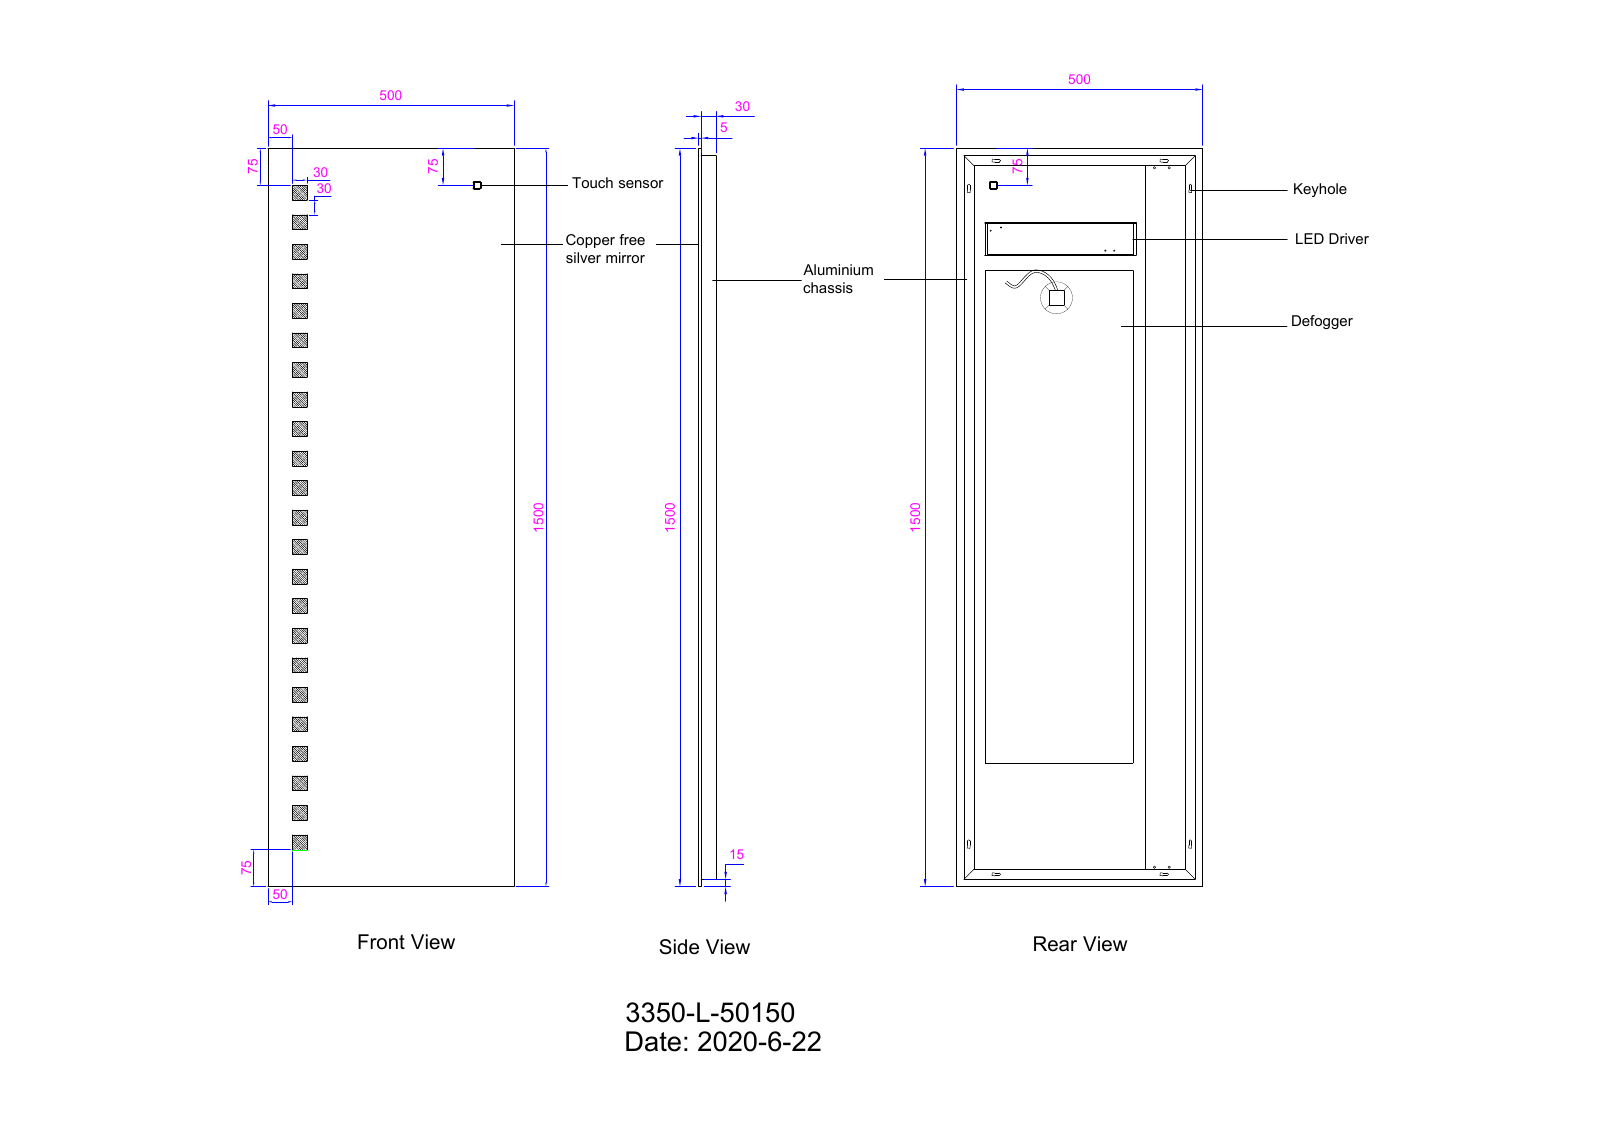 500
50
75
30
30
75
Touch sensor
Copper free
silver mirror
1500
75
50
Front View
30
5
1500
Aluminium
chassis
15
Side View
500
75
Keyhole
LED Driver
Defogger
1500
Rear View
3350-L-50150
Date: 2020-6-22